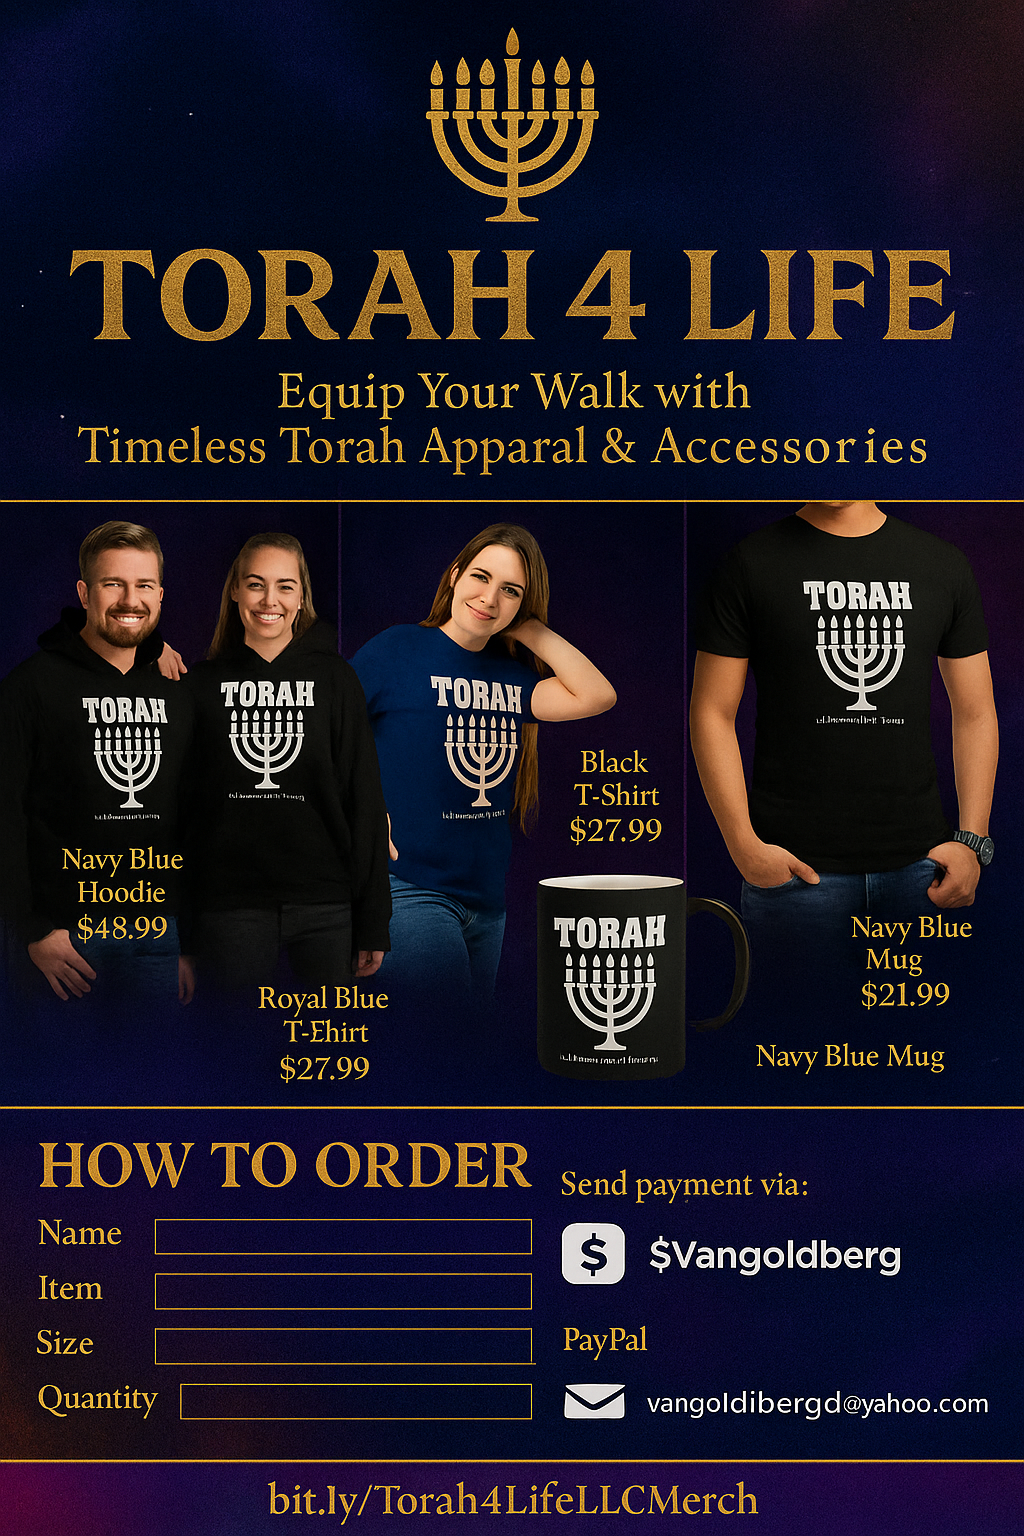 TORAH 4 LIFE
Equip Your Walk with
Timeless Torah Apparal & Accessories
TORAH
TORAH
TORAH
TORAH
Navy Blue
Hoodie
$48.99
Royal Blue
T-Ehirt
$27.99
Black
T-Shirt
$27.99
TORAH
Navy Blue
Mug
$21.99
Navy Blue Mug
HOW TO ORDER
Name
Item
Size
Quantity
Send payment via:
$ $Vangoldberg
PayPal
vangoldibergd@yahoo.com
bit.ly/Torah4LifeLLCMerch